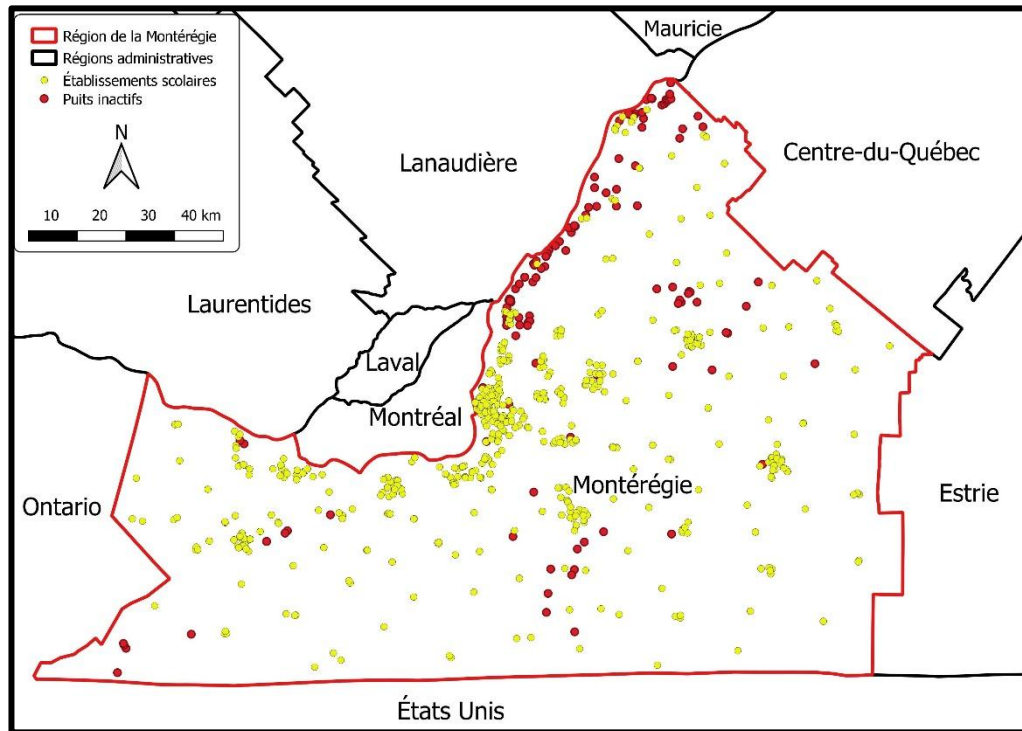 Région de la Montérégie
Régions administratives
Établissements scolaires
Puits inactifs
N
10 20 30 40 km
Mauricie
Lanaudière
Centre-du-Québec
Laurentides
Laval
Montréal
Montérégie
Ontario
Estrie
États Unis